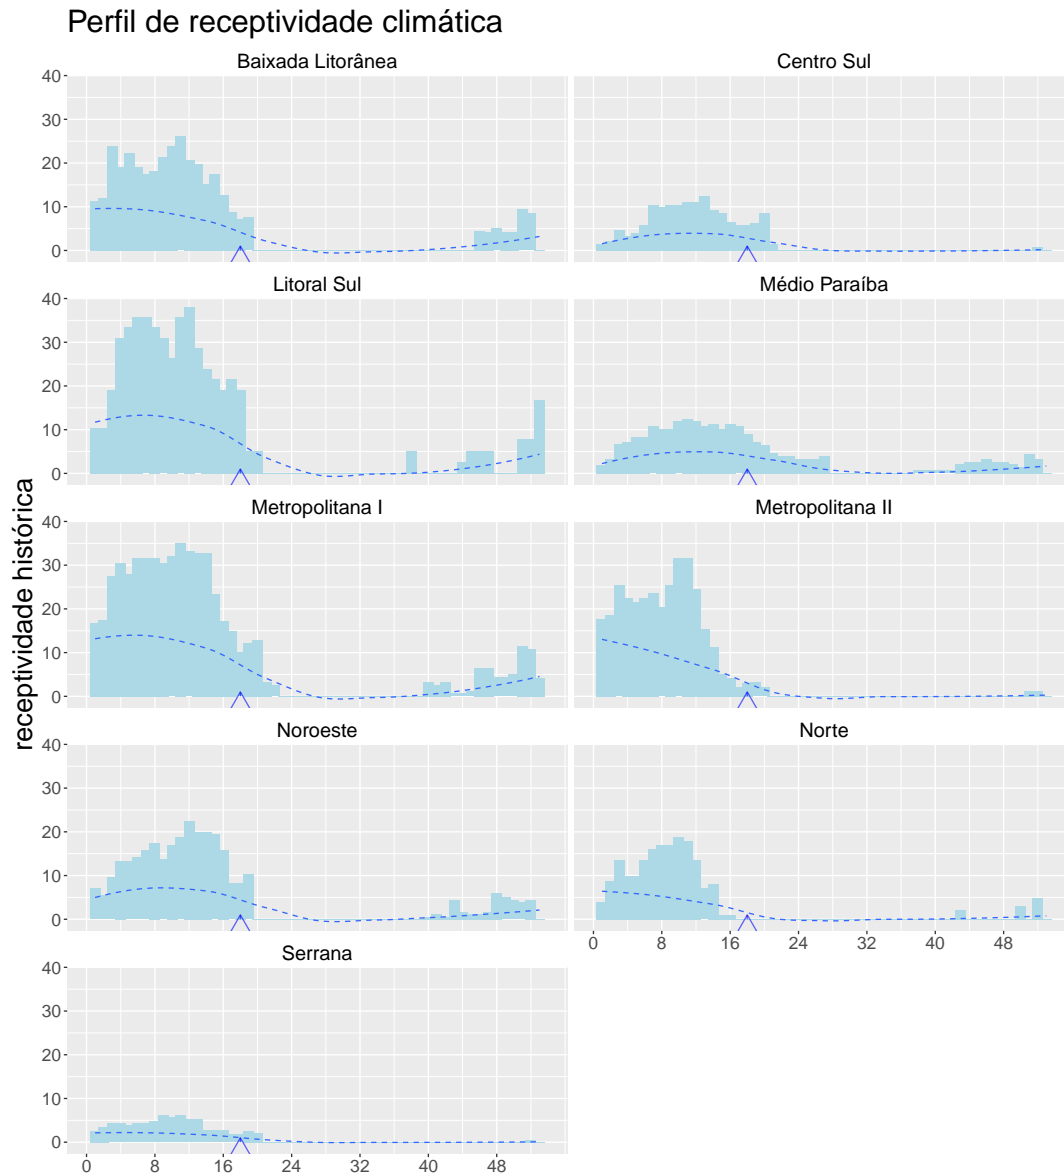 Perfil de receptividade climática
Baixada Litorânea
Centro Sul
40
30
20
10
0
Litoral Sul
Médio Paraíba
40
30
20
10
0
Metropolitana I
Metropolitana II
40
30
20
10
0
receptividade histórica
Noroeste
Norte
40
30
20
10
0
0 8 16 24 32 40 48
Serrana
40
30
20
10
0
0 8 16 24 32 40 48